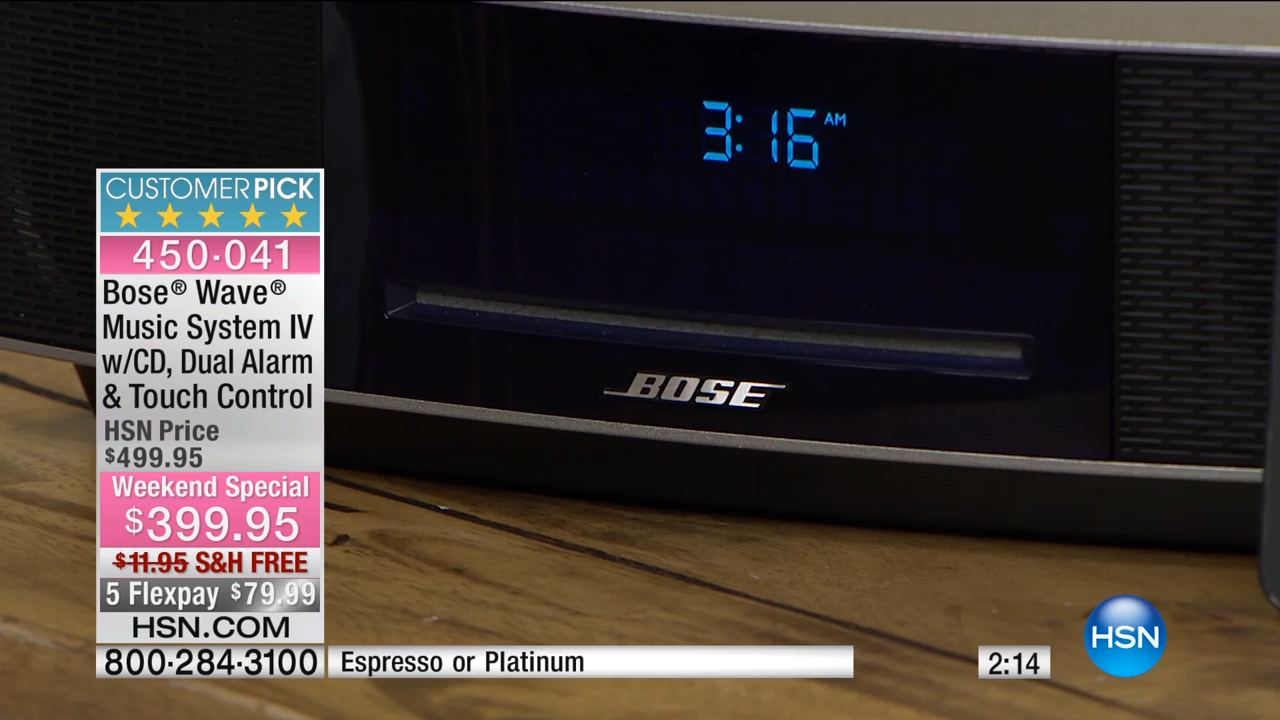 3:16 AM
CUSTOMERPICK
450·041
Bose® Wave®
Music System IV
w/CD, Dual Alarm
& Touch Control
HSN Price
$499.95
Weekend Special
$399.95
$11.95 S&H FREE
5 Flexpay $79.99
HSN.COM
800·284·3100
Espresso or Platinum
2:14
HSN
BOSE